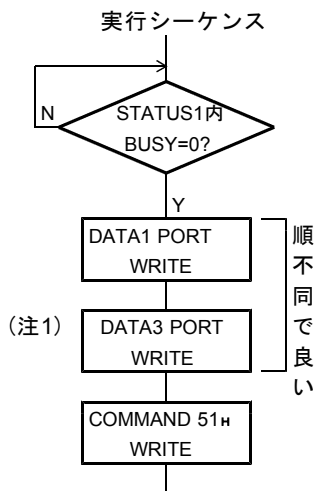 実行シーケンス
STATUS1内
N
BUSY=0?
Y
DATA1 PORT
WRITE
順不同で良い
(注1)
DATA3 PORT
WRITE
COMMAND 51H
WRITE